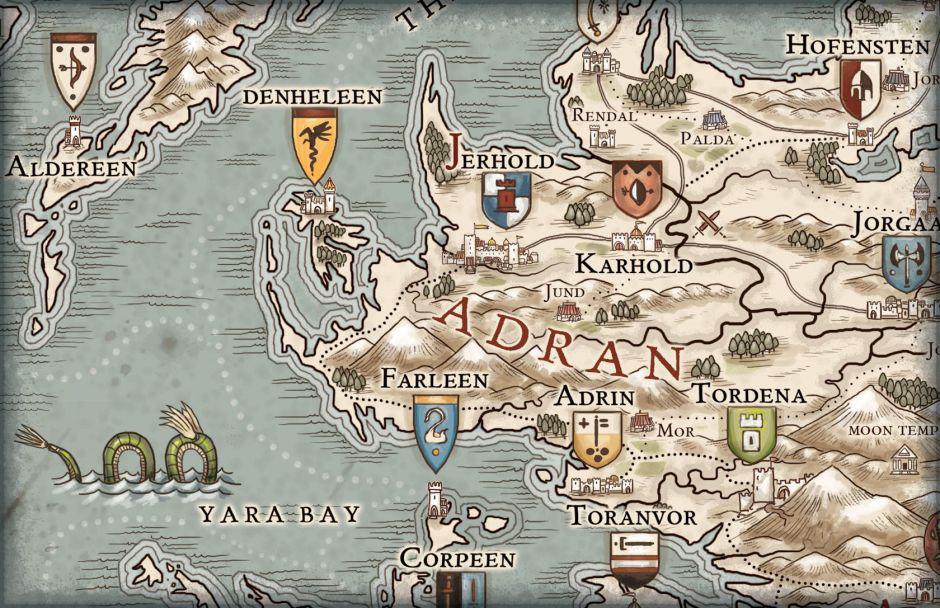 TH
HOFENSTEN
JOR
DENHELEEN
RENDAL
PALDA
ALDEREEN
JERHOLD
JORGAA
KARHOLD
JUND
ADRAN
FARLEEN
2
ADRIN
TORDENA
MOR
MOON TEMP
YARA BAY
TORANVOR
CORPEEN